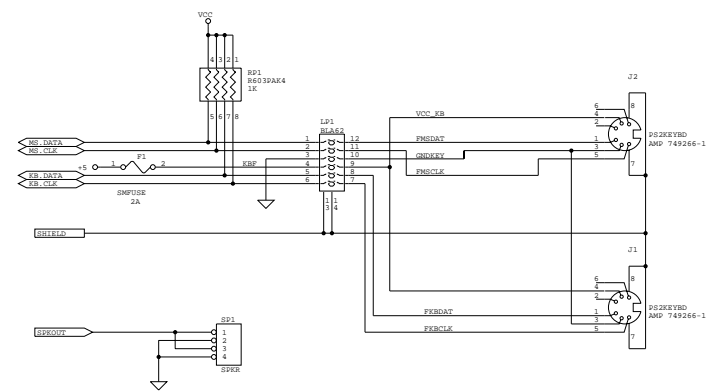 VCC
4 3 2 1
RP1
R603PAK4
1K
5 6 7 8
J2
6
4
2
1
3
5
8
7
PS2KEYBD
AMP 749266-1
VCC_KB
LP1
BLA62
MS.DATA
MS.CLK
1 12
2 11
3 10
4 9
5 8
6 7
FMSDAT
GNDKEY
FMSCLK
+5 1 F1 2
KBF
SMFUSE
2A
KB.DATA
KB.CLK
13 14
SHIELD
J1
6
4
2
1
3
5
8
7
PS2KEYBD
AMP 749266-1
FKBDAT
FKBCLK
SPKOUT
SP1
1
2
3
4
SPKR